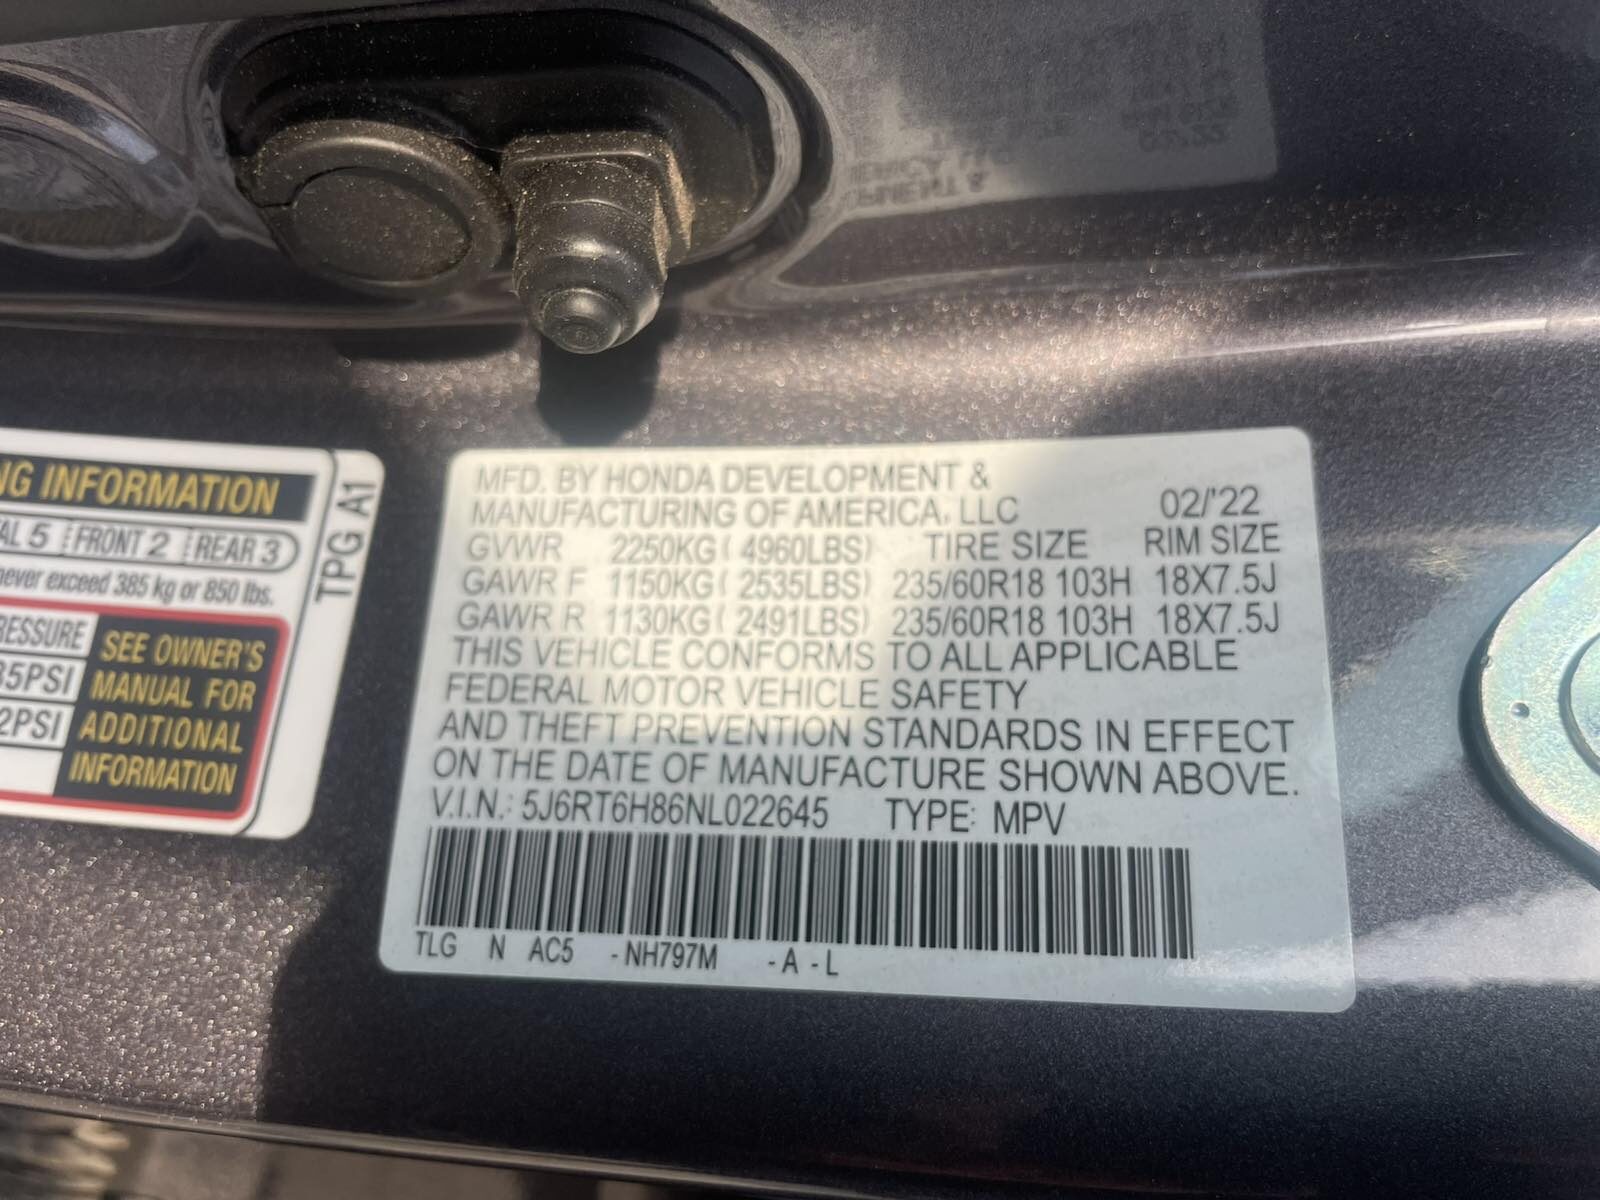 NG INFORMATION
TAL 5 FRONT 2 REAR 3
never exceed 385 kg or 850 lbs.
RESSURE
35PSI
2PSI
SEE OWNER'S
MANUAL FOR
ADDITIONAL
INFORMATION
TPG A1
MFD. BY HONDA DEVELOPMENT &
MANUFACTURING OF AMERICA, LLC 02/'22
GVWR 2250KG( 4960LBS) TIRE SIZE RIM SIZE
GAWR F 1150KG( 2535LBS) 235/60R18 103H 18X7.5J
GAWR R 1130KG( 2491LBS) 235/60R18 103H 18X7.5J
THIS VEHICLE CONFORMS TO ALL APPLICABLE
FEDERAL MOTOR VEHICLE SAFETY
AND THEFT PREVENTION STANDARDS IN EFFECT
ON THE DATE OF MANUFACTURE SHOWN ABOVE.
V.I.N.: 5J6RT6H86NL022645 TYPE: MPV
TLG N AC5 - NH797M - A - L